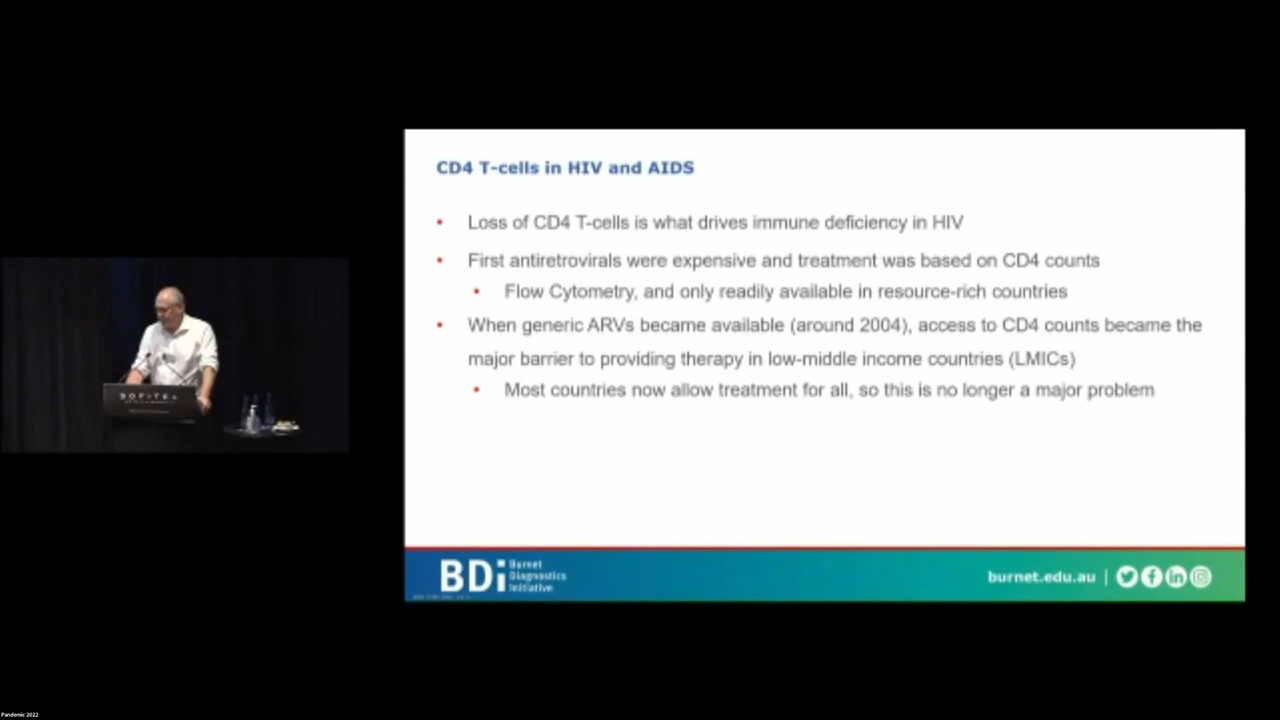 CD4 T-cells in HIV and AIDS
• Loss of CD4 T-cells is what drives immune deficiency in HIV
• First antiretrovirals were expensive and treatment was based on CD4 counts
• Flow Cytometry, and only readily available in resource-rich countries
• When generic ARVs became available (around 2004), access to CD4 counts became the
major barrier to providing therapy in low-middle income countries (LMICs)
• Most countries now allow treatment for all, so this is no longer a major problem
SOFITEL
BDi Burnet
Diagnostics
Initiative
burnet.edu.au
Pandemic 2022